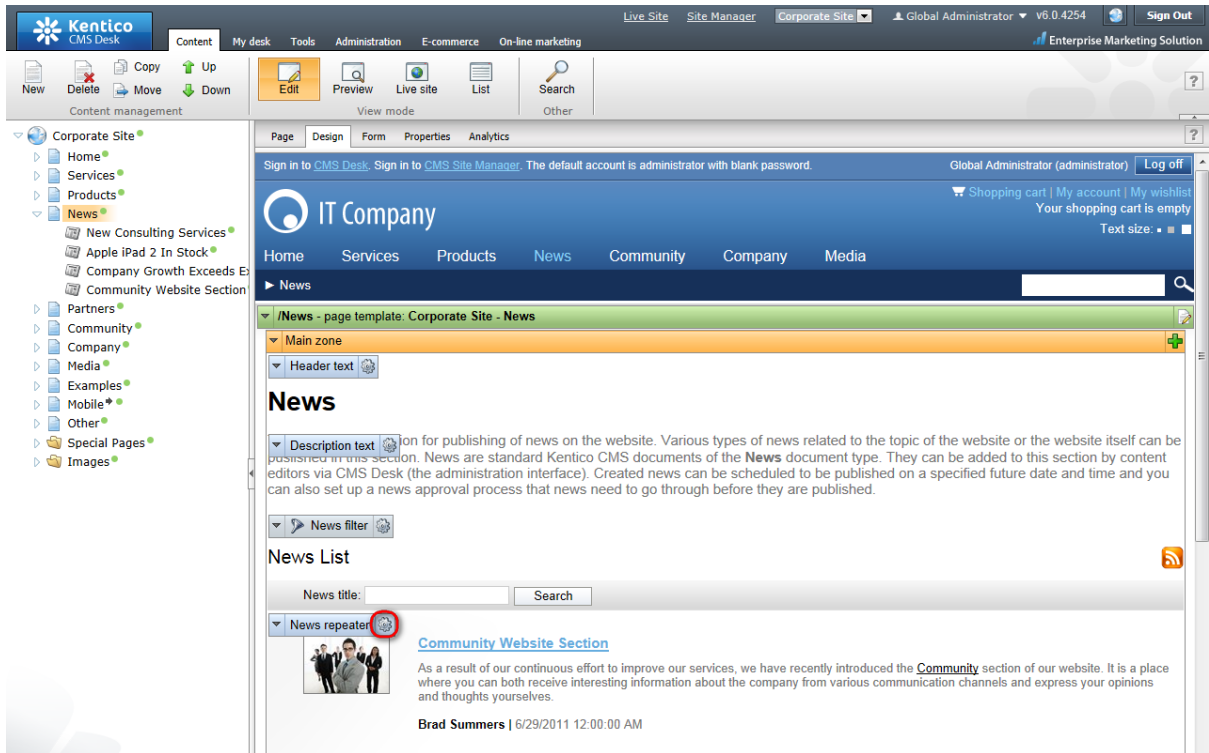 Kentico
CMS Desk
Live Site Site Manager Corporate Site Global Administrator v6.0.4254 Sign Out
Content My desk Tools Administration E-commerce On-line marketing Enterprise Marketing Solution
New Delete Copy Move Up Down
Content management
Edit Preview Live site List
View mode
Search
Other
?
Corporate Site
Home
Services
Products
News
New Consulting Services
Apple iPad 2 In Stock
Company Growth Exceeds
Community Website Section
Partners
Community
Company
Media
Examples
Mobile
Other
Special Pages
Images
Page Design Form Properties Analytics ?
Sign in to CMS Desk. Sign in to CMS Site Manager. The default account is administrator with blank password. Global Administrator (administrator) Log off
Shopping cart | My account | My wishlist
Your shopping cart is empty
Text size:
IT Company
Home Services Products News Community Company Media
► News
/News - page template: Corporate Site - News
Main zone
Header text
News
Description text for publishing of news on the website. Various types of news related to the topic of the website or the website itself can be
published in this section. News are standard Kentico CMS documents of the News document type. They can be added to this section by content
editors via CMS Desk (the administration interface). Created news can be scheduled to be published on a specified future date and time and you
can also set up a news approval process that news need to go through before they are published.
News filter
News List
News title: Search
News repeater
Community Website Section
As a result of our continuous effort to improve our services, we have recently introduced the Community section of our website. It is a place
where you can both receive interesting information about the company from various communication channels and express your opinions
and thoughts yourselves.
Brad Summers | 6/29/2011 12:00:00 AM